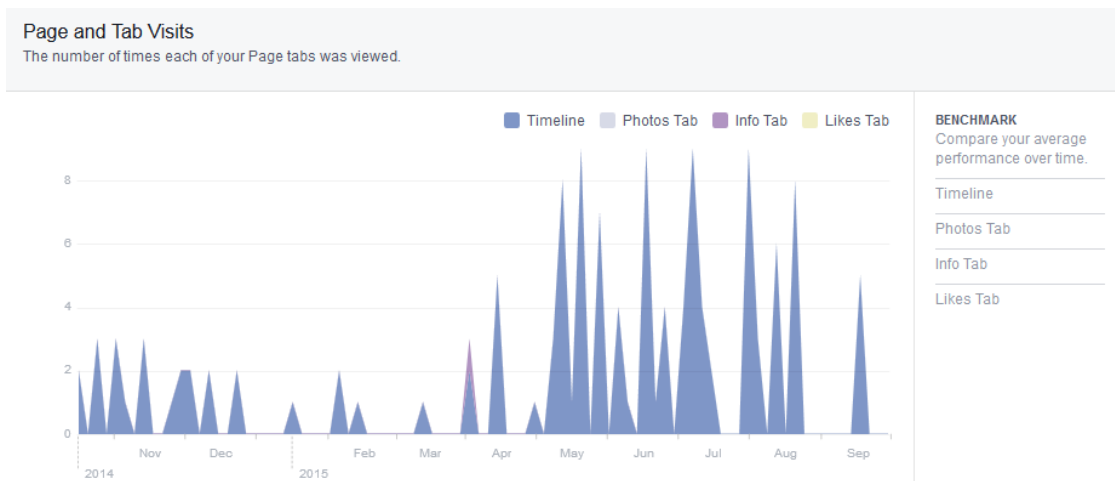 Page and Tab Visits
The number of times each of your Page tabs was viewed.
Timeline Photos Tab Info Tab Likes Tab
8
6
4
2
0
Nov Dec Feb Mar Apr May Jun Jul Aug Sep
2014 2015
BENCHMARK
Compare your average
performance over time.
Timeline
Photos Tab
Info Tab
Likes Tab